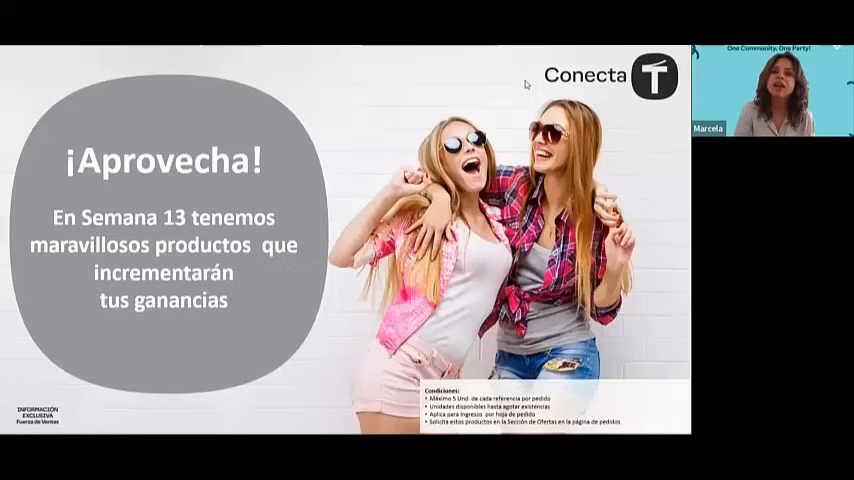 One Community, One Party!
Conecta T
Marcela
¡Aprovecha!
En Semana 13 tenemos
maravillosos productos que
incrementarán
tus ganancias
Condiciones:
• Máximo 5 Und. de cada referencia por pedido
• Unidades disponibles hasta agotar existencias
• Aplica para Ingresos por hoja de pedido
• Solicita estos productos en la Sección de Ofertas en la página de pedidos.
INFORMACIÓN
EXCLUSIVA
Fuerza de Ventas